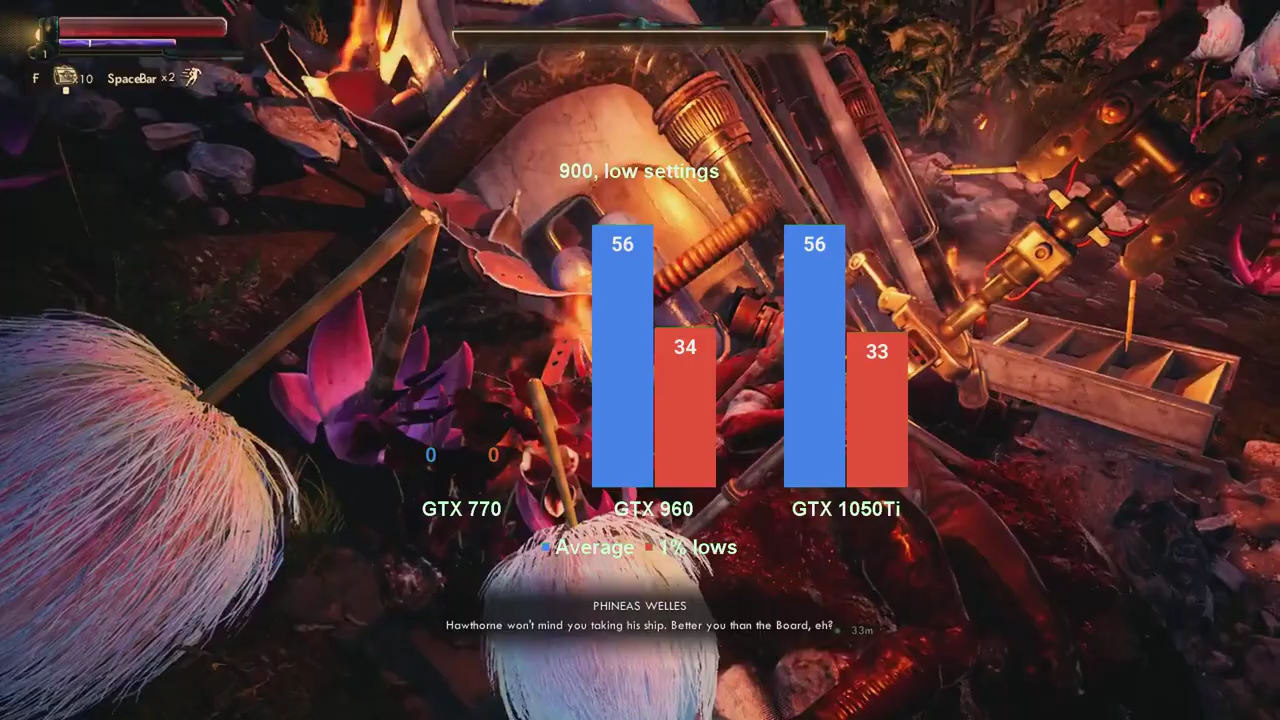 F x10 SpaceBar x2
900, low settings
56 56
34 33
0 0
GTX 770 GTX 960 GTX 1050Ti
Average 1% lows
PHINEAS WELLES
Hawthorne won't mind you taking his ship. Better you than the Board, eh?
33m